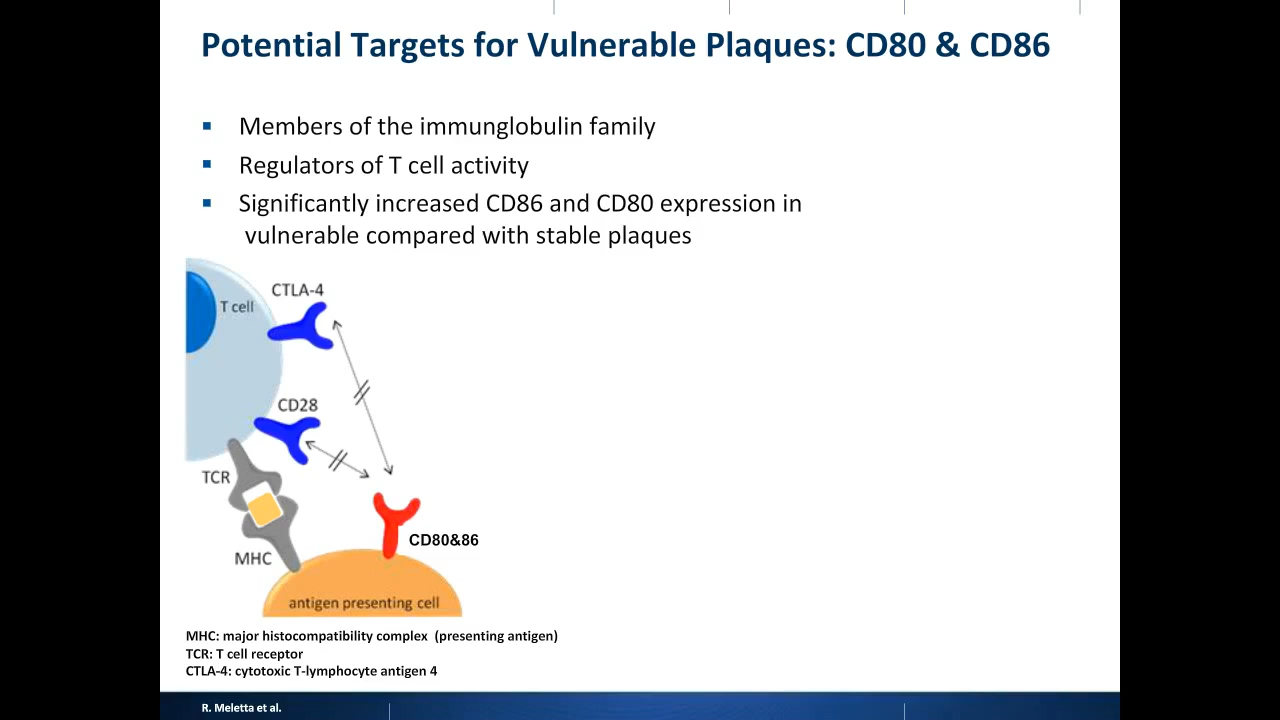 Potential Targets for Vulnerable Plaques: CD80 & CD86
Members of the immunglobulin family
Regulators of T cell activity
Significantly increased CD86 and CD80 expression in
vulnerable compared with stable plaques
CTLA-4
T cell
CD28
TCR
MHC
CD80&86
antigen presenting cell
MHC: major histocompatibility complex (presenting antigen)
TCR: T cell receptor
CTLA-4: cytotoxic T-lymphocyte antigen 4
R. Meletta et al.